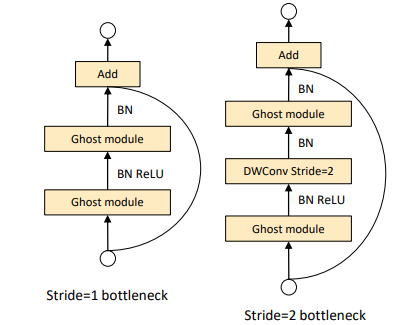 Add
BN
Ghost module
BN ReLU
Ghost module
Stride=1 bottleneck
Add
BN
Ghost module
BN
DWConv Stride=2
BN ReLU
Ghost module
Stride=2 bottleneck